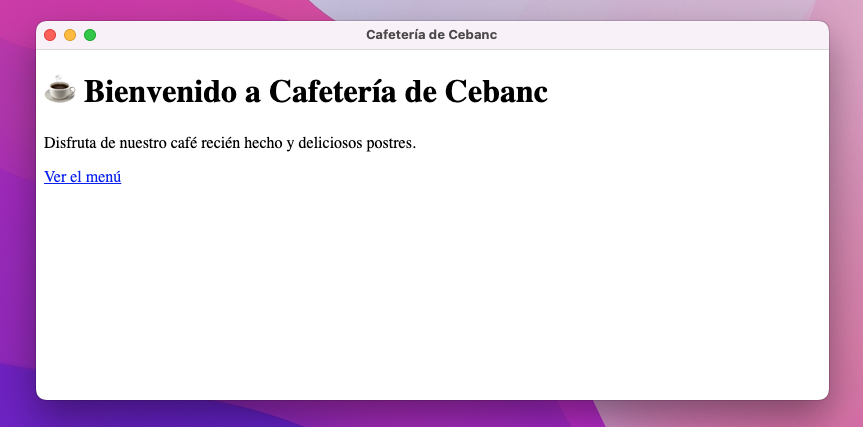 Cafetería de Cebanc
☕ Bienvenido a Cafetería de Cebanc
Disfruta de nuestro café recién hecho y deliciosos postres.
Ver el menú